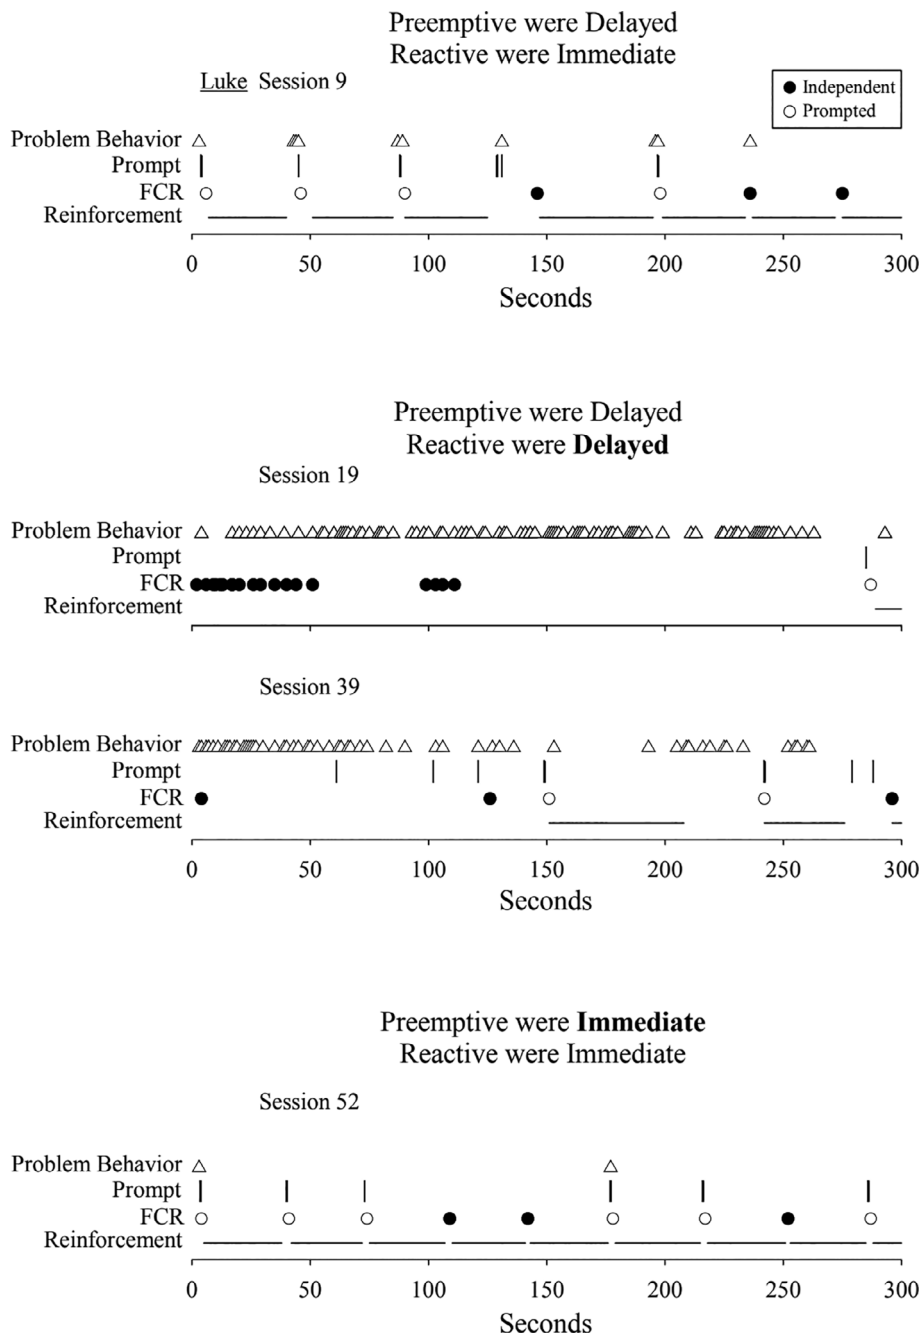 Preemptive were Delayed
Reactive were Immediate
Luke Session 9
Independent
Prompted
Problem Behavior
Prompt
FCR
Reinforcement
0 50 100 150 200 250 300
Seconds
Preemptive were Delayed
Reactive were Delayed
Session 19
Problem Behavior
Prompt
FCR
Reinforcement
Session 39
Problem Behavior
Prompt
FCR
Reinforcement
0 50 100 150 200 250 300
Seconds
Preemptive were Immediate
Reactive were Immediate
Session 52
Problem Behavior
Prompt
FCR
Reinforcement
0 50 100 150 200 250 300
Seconds